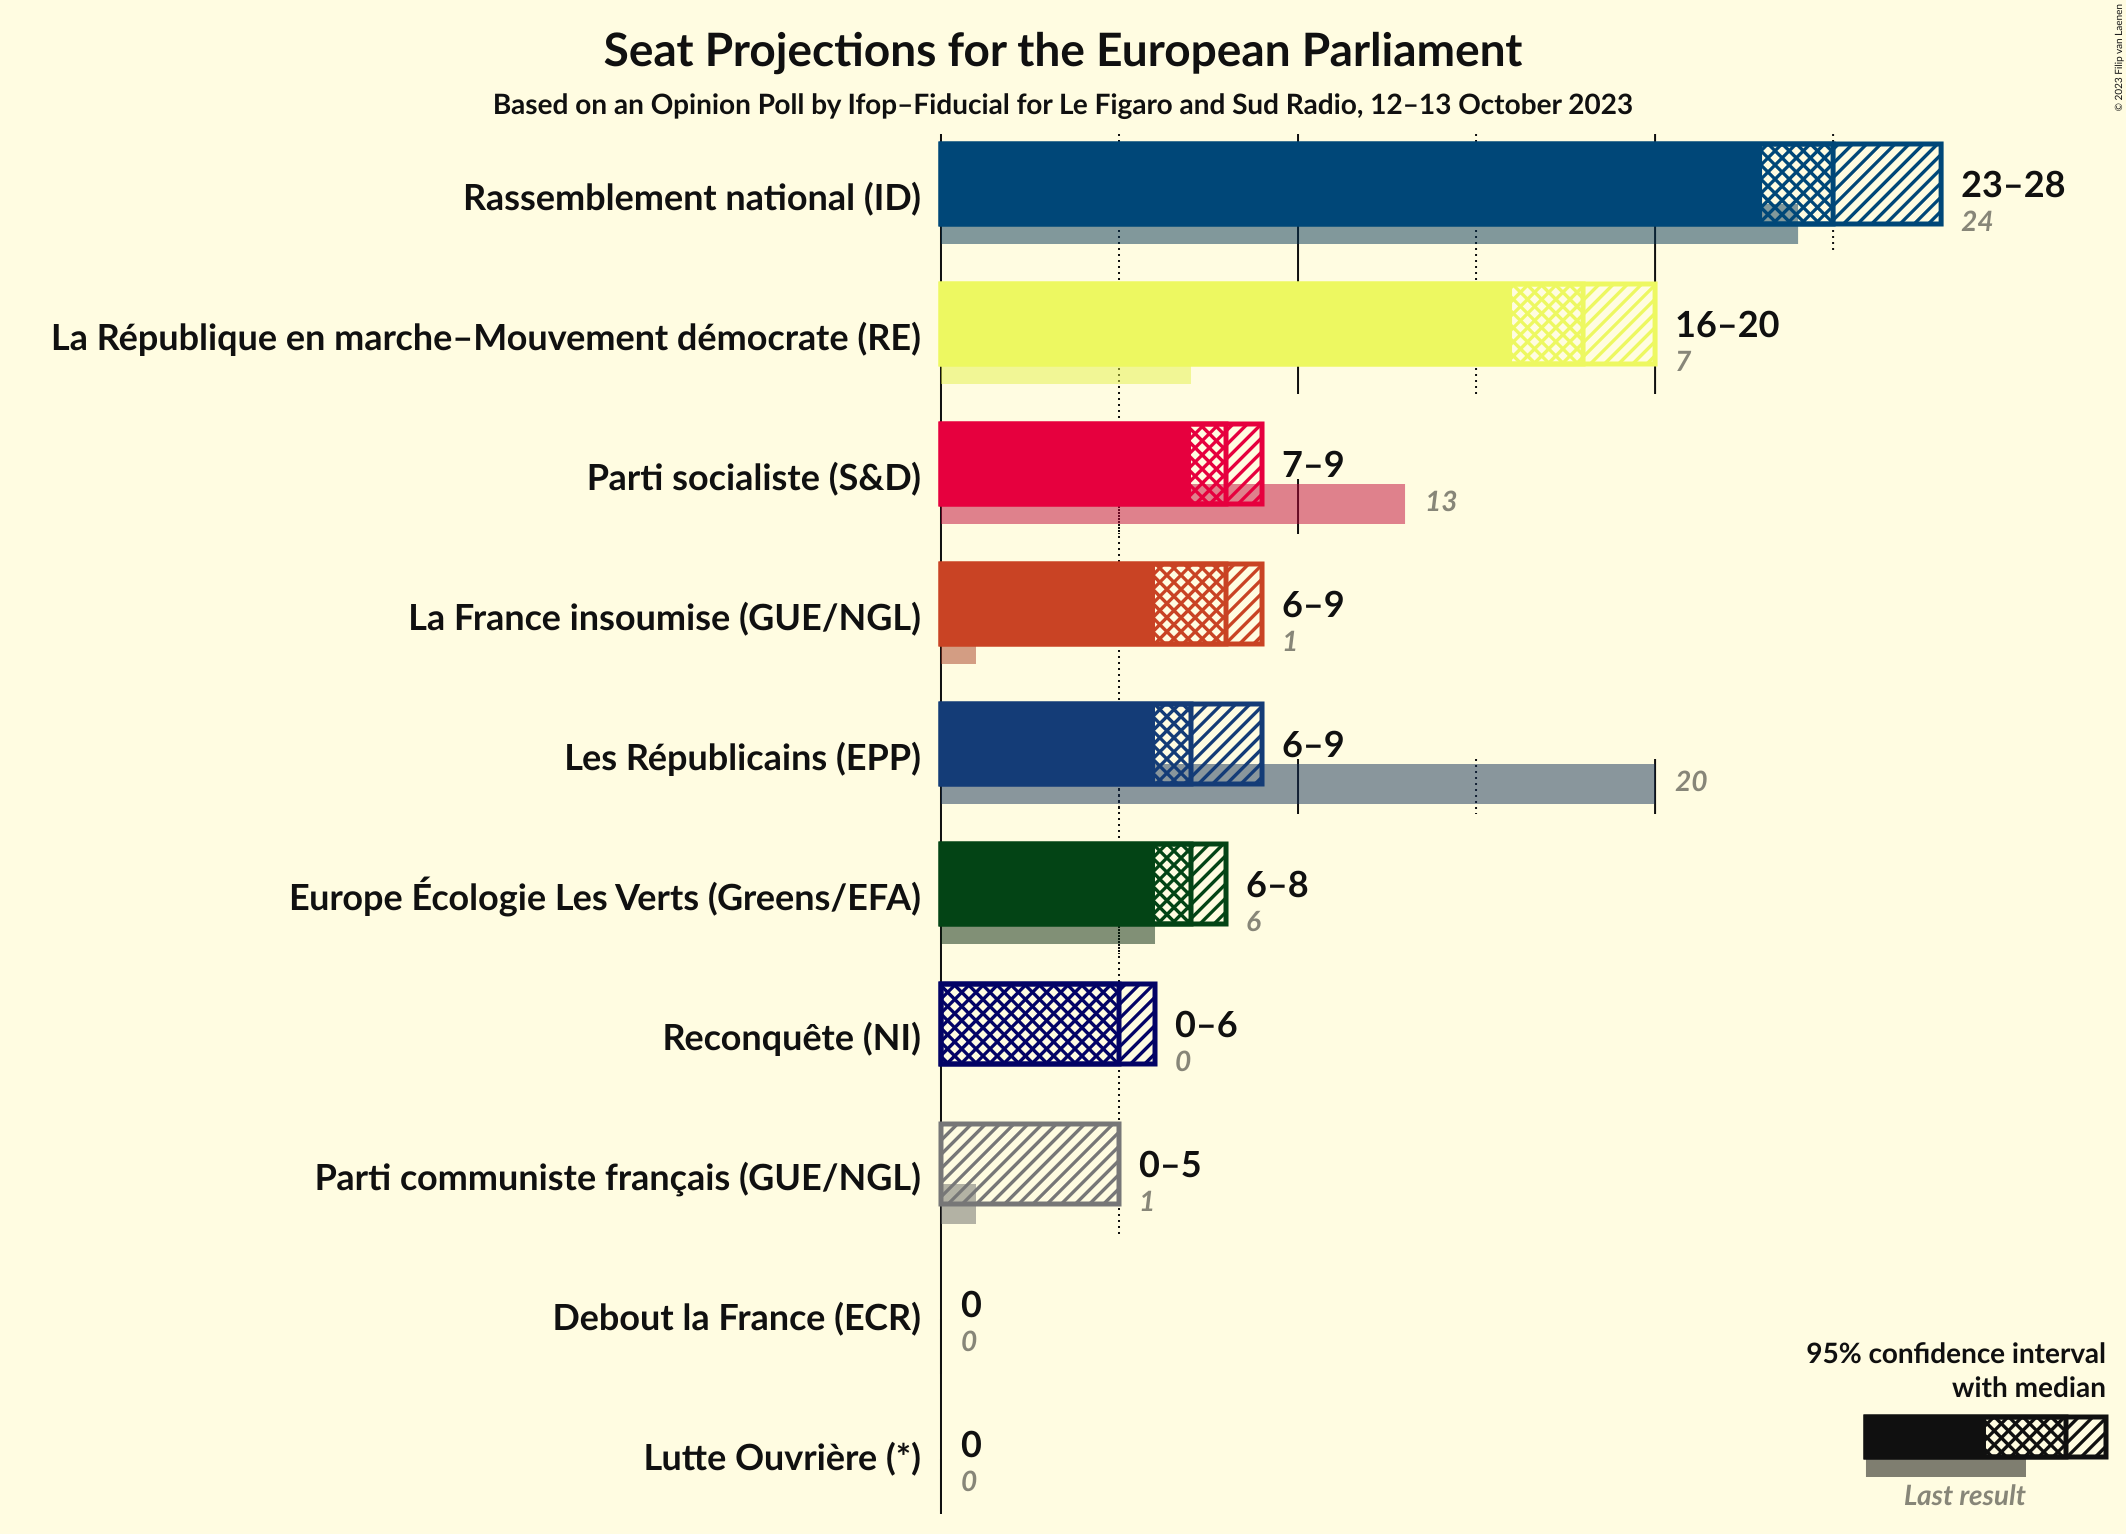 Seat Projections for the European Parliament
Based on an Opinion Poll by Ifop–Fiducial for Le Figaro and Sud Radio, 12–13 October 2023
© 2023 Filip van Laenen
Rassemblement national (ID)
23–28
24
La République en marche–Mouvement démocrate (RE)
16–20
7
Parti socialiste (S&D)
7–9
13
La France insoumise (GUE/NGL)
6–9
1
Les Républicains (EPP)
6–9
20
Europe Écologie Les Verts (Greens/EFA)
6–8
6
Reconquête (NI)
0–6
0
Parti communiste français (GUE/NGL)
0–5
1
Debout la France (ECR)
0
0
Lutte Ouvrière (*)
0
0
95% confidence interval
with median
Last result